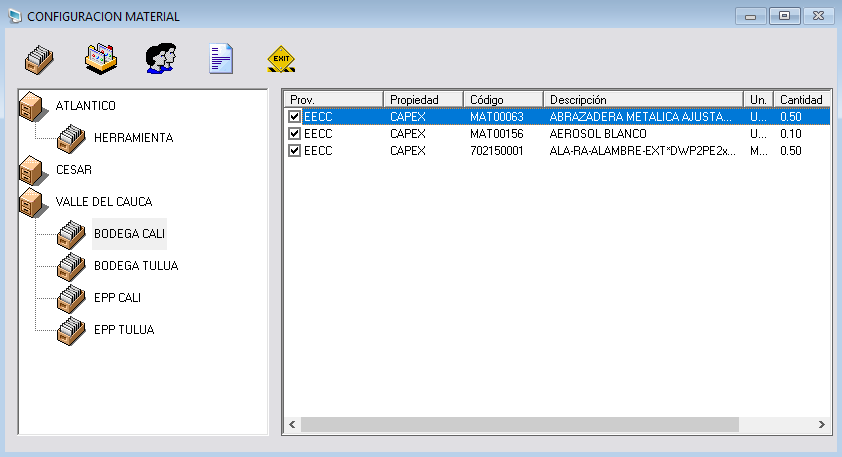 CONFIGURACION MATERIAL
EXIT
ATLANTICO
HERRAMIENTA
CESAR
VALLE DEL CAUCA
BODEGA CALI
BODEGA TULUA
EPP CALI
EPP TULUA
Prov. Propiedad Código Descripción Un. Cantidad
EECC CAPEX MAT00063 ABRAZADERA METALICA AJUSTA... U... 0.50
EECC CAPEX MAT00156 AEROSOL BLANCO U... 0.10
EECC CAPEX 702150001 ALA-RA-ALAMBRE-EXT*DWP2PE2x... M... 0.50